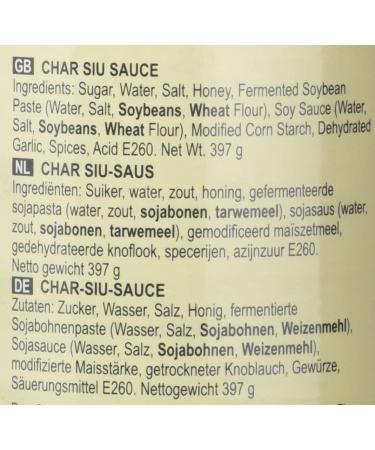 GB CHAR SIU SAUCE
Ingredients: Sugar, Water, Salt, Honey, Fermented Soybean
Paste (Water, Salt, Soybeans, Wheat Flour), Soy Sauce (Water,
Salt, Soybeans, Wheat Flour), Modified Corn Starch, Dehydrated
Garlic, Spices, Acid E260. Net Wt. 397 g
NL CHAR SIU-SAUS
Ingrediënten: Suiker, water, zout, honing, gefermenteerde
sojapasta (water, zout, sojabonen, tarwemeel), sojasaus (water,
zout, sojabonen, tarwemeel), gemodificeerd maïszetmeel,
gedehydrateerde knoflook, specerijen, azijnzuur E260.
Netto gewicht 397 g
DE CHAR-SIU-SAUCE
Zutaten: Zucker, Wasser, Salz, Honig, fermentierte
Sojabohnenpaste (Wasser, Salz, Sojabohnen, Weizenmehl),
Sojasauce (Wasser, Salz, Sojabohnen, Weizenmehl),
modifizierte Maisstärke, getrockneter Knoblauch, Gewürze,
Säuerungsmittel E260. Nettogewicht 397 g